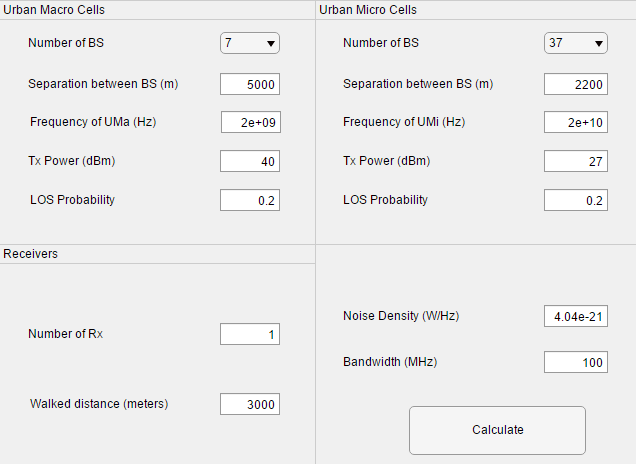 Urban Macro Cells
Number of BS 7
Separation between BS (m) 5000
Frequency of UMa (Hz) 2e+09
Tx Power (dBm) 40
LOS Probability 0.2
Urban Micro Cells
Number of BS 37
Separation between BS (m) 2200
Frequency of UMi (Hz) 2e+10
Tx Power (dBm) 27
LOS Probability 0.2
Receivers
Number of Rx 1
Walked distance (meters) 3000
Noise Density (W/Hz) 4.04e-21
Bandwidth (MHz) 100
Calculate